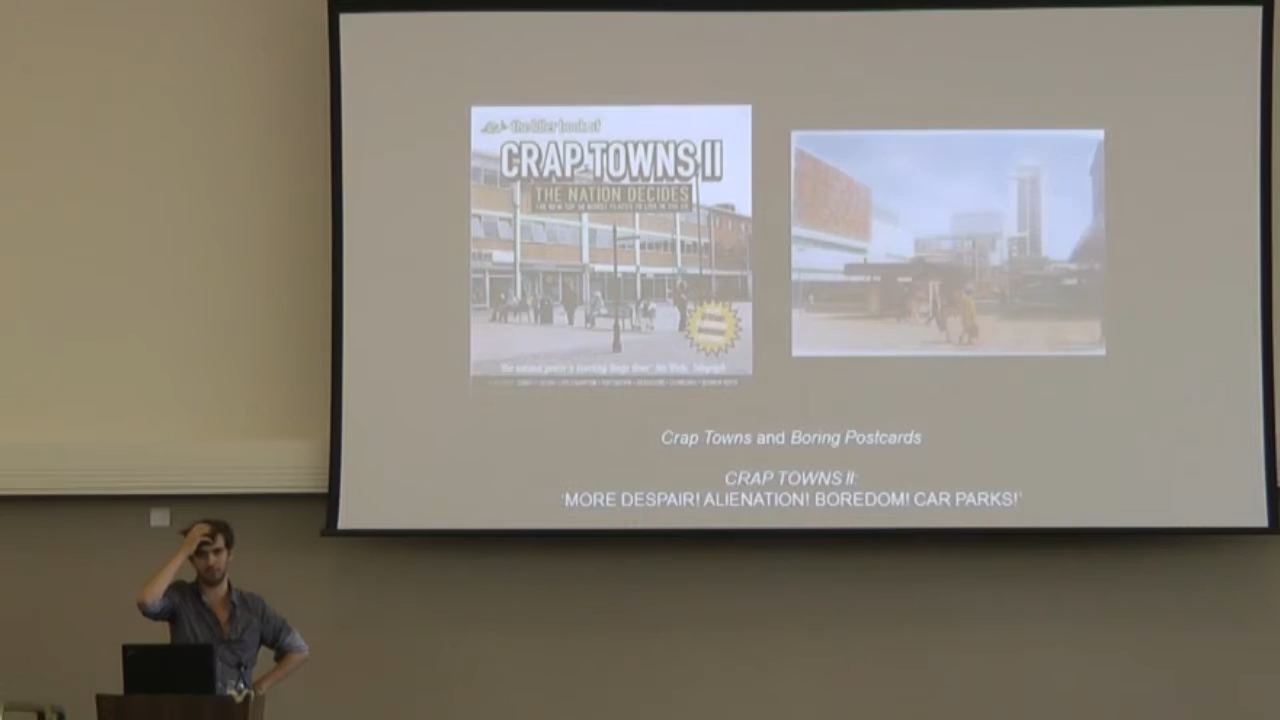 the idler book of
CRAP TOWNS II
THE NATION DECIDES
Crap Towns and Boring Postcards
CRAP TOWNS II:
'MORE DESPAIR! ALIENATION! BOREDOM! CAR PARKS!'